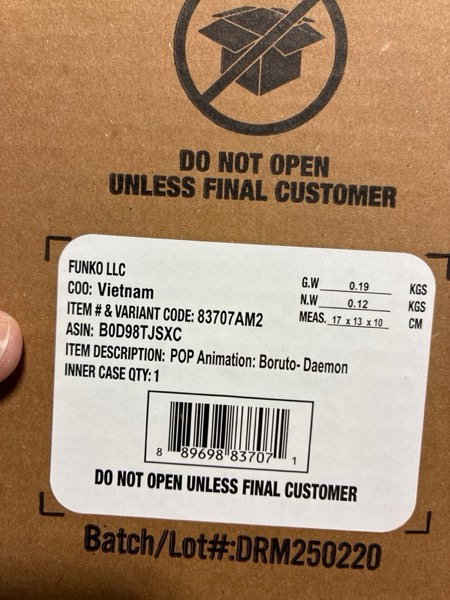 DO NOT OPEN
UNLESS FINAL CUSTOMER
FUNKO LLC
COO: Vietnam
ITEM # & VARIANT CODE: 83707AM2
ASIN: B0D98TJSXC
ITEM DESCRIPTION: POP Animation: Boruto- Daemon
INNER CASE QTY: 1
G.W 0.19 KGS
N.W 0.12 KGS
MEAS. 17 x 13 x 10 CM
8 89698 83707 1
DO NOT OPEN UNLESS FINAL CUSTOMER
Batch/Lot#:DRM250220